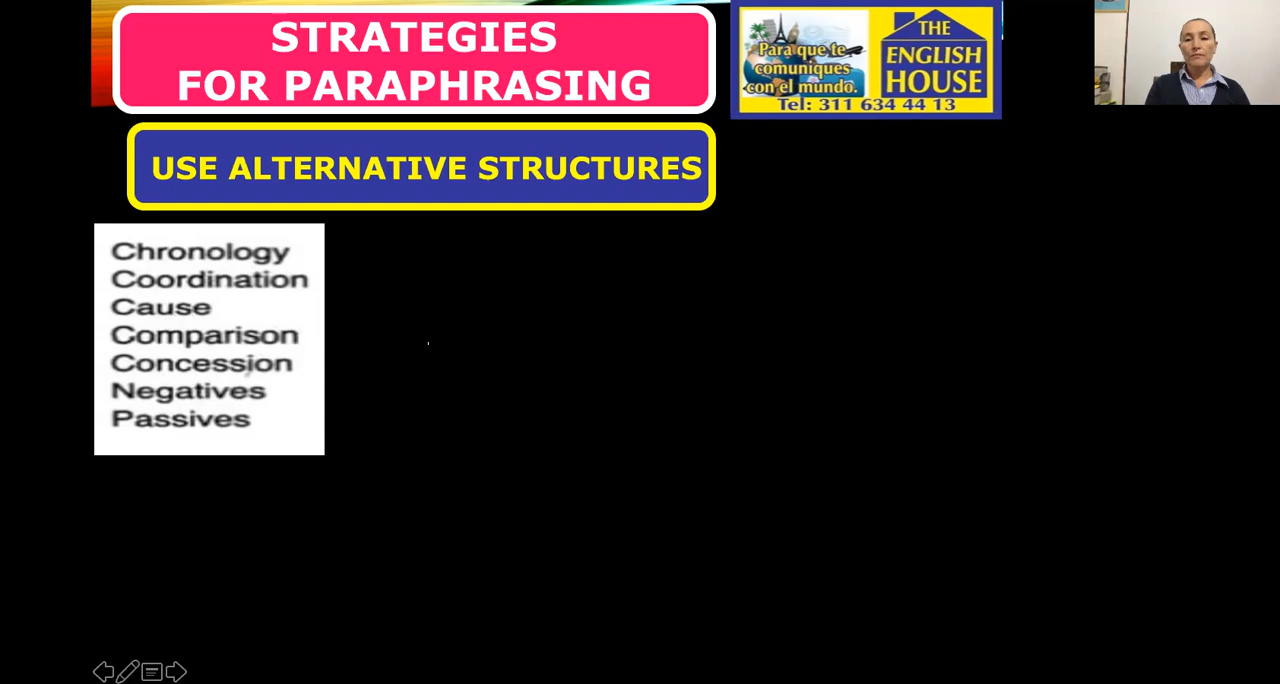 STRATEGIES
FOR PARAPHRASING
Para que te
comuniques
con el mundo.
THE
ENGLISH
HOUSE
Tel: 311 634 44 13
USE ALTERNATIVE STRUCTURES
Chronology
Coordination
Cause
Comparison
Concession
Negatives
Passives